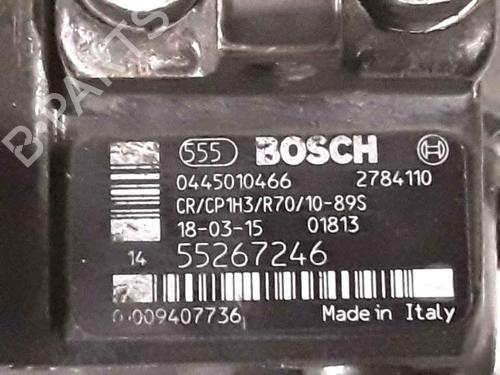 B-PARTS
555 BOSCH
0445010466 2784110
CR/CP1H3/R70/10-89S
18-03-15 01813
14 55267246
009407736 Made in Italy